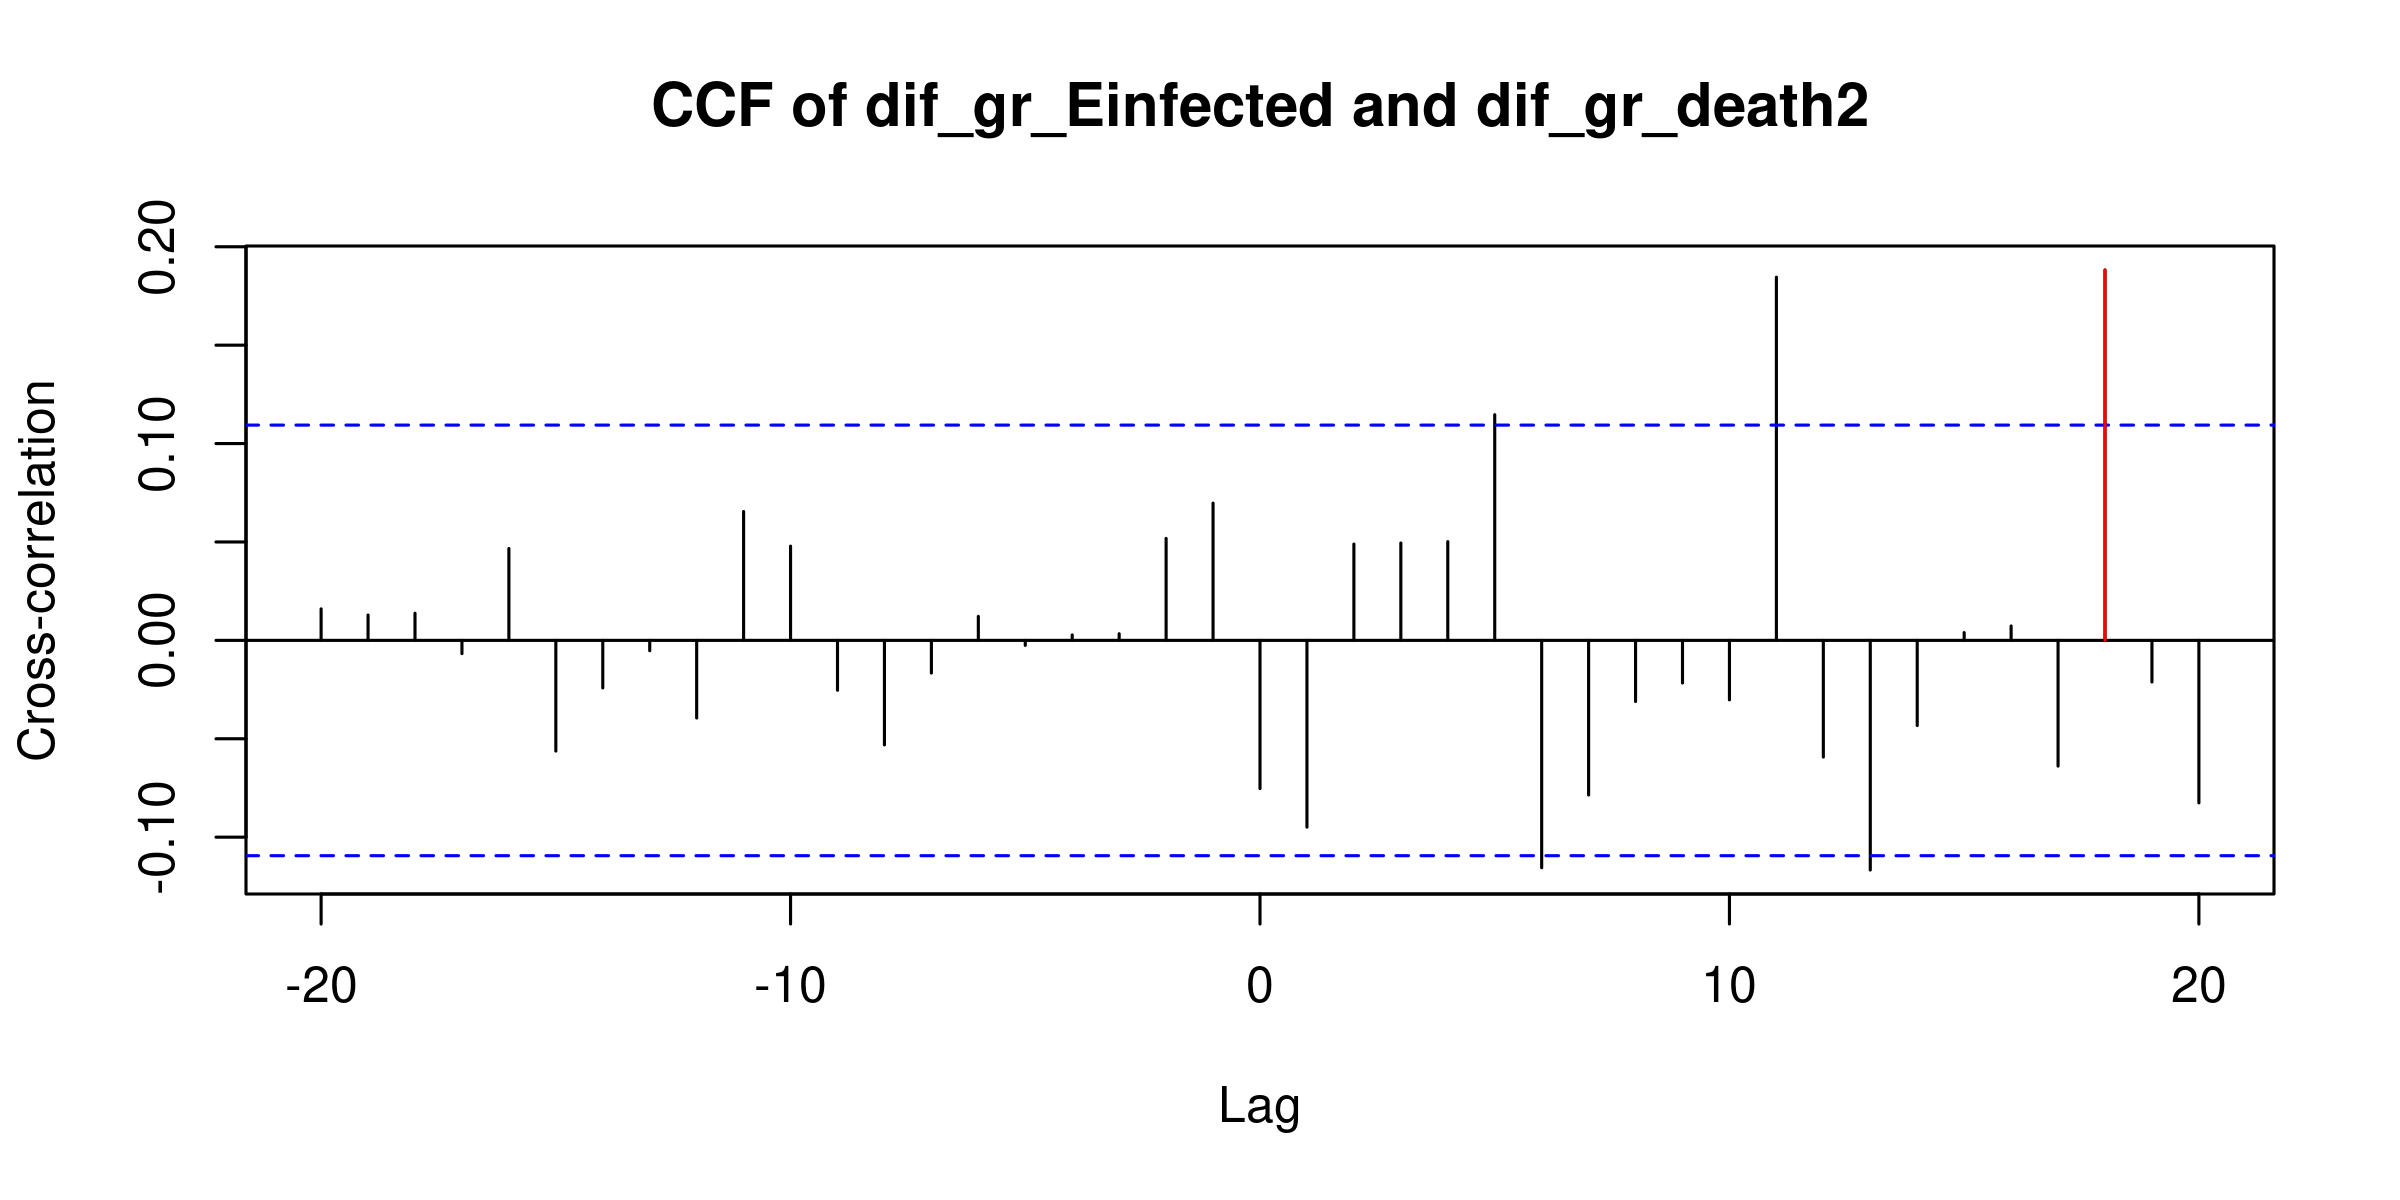 CCF of dif_gr_Einfected and dif_gr_death2
Cross-correlation
0.20
0.10
0.00
-0.10
-20 -10 0 10 20
Lag